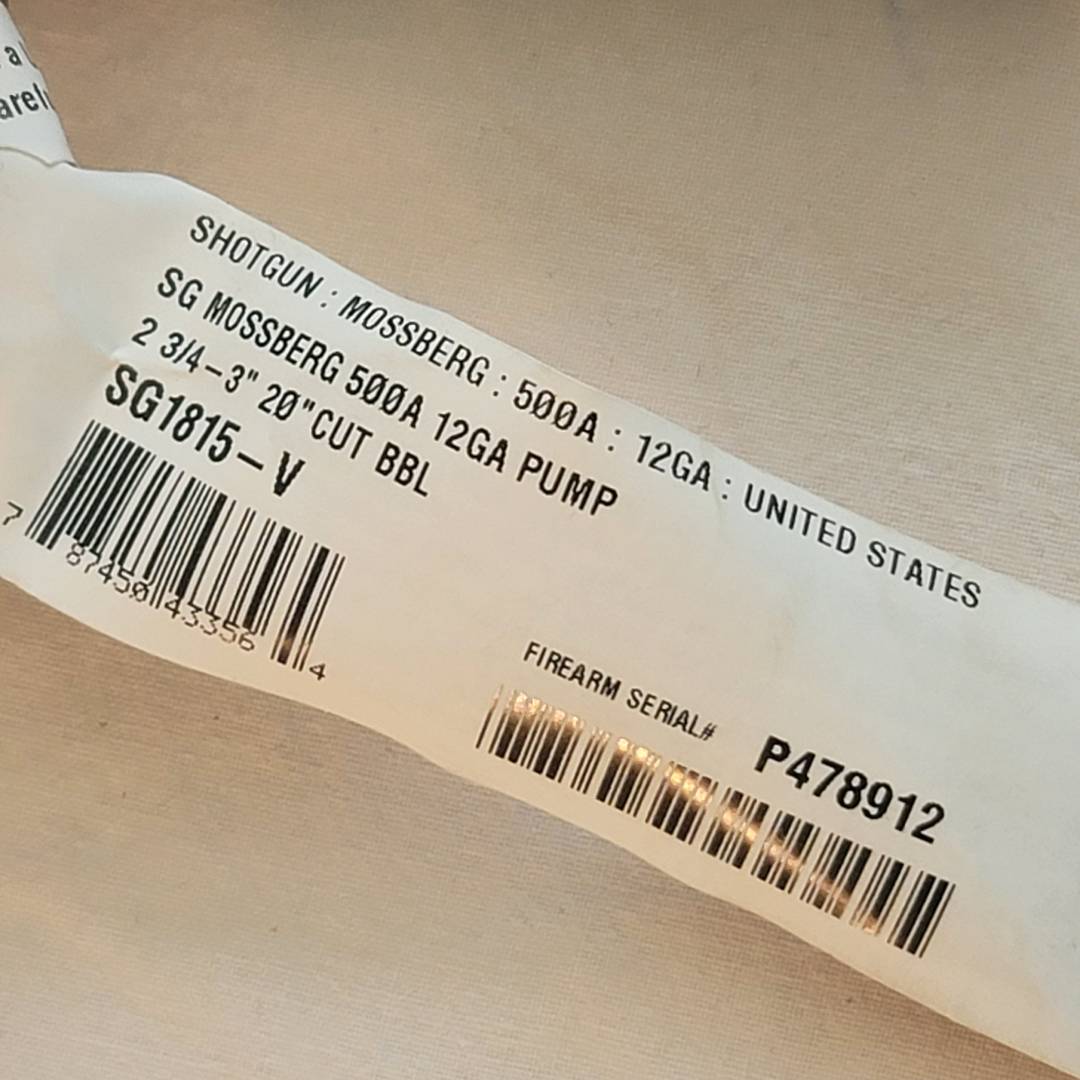 SHOTGUN : MOSSBERG : 500A : 12GA : UNITED STATES
SG MOSSBERG 500A 12GA PUMP
2 3/4-3" 20"CUT BBL
SG1815-V
7 87450 43356 4
FIREARM SERIAL# P478912